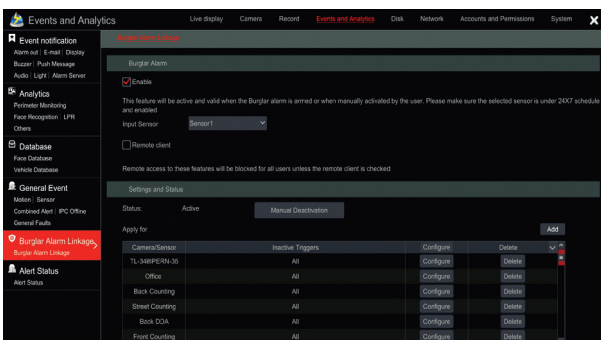 Events and Analytics
Live display Camera Record Events and Analytics Disk Network Accounts and Permissions System X
Event notification
Alarm out | E-mail | Display
Buzzer | Push Message
Audio | Light | Alarm Server
Analytics
Perimeter Monitoring
Face Recognition | LPR
Others
Database
Face Database
Vehicle Database
General Event
Motion | Sensor
Combined Alert | IPC Offline
General Faults
Burglar Alarm Linkage
Burglar Alarm Linkage
Alert Status
Alert Status
Burglar Alarm Linkage
Burglar Alarm
Enable
This feature will be active and valid when the Burglar alarm is armed or when manually activated by the user. Please make sure the selected sensor is under 24X7 schedule
and enabled
Input Sensor Sensor1
Remote client
Remote access to these features will be blocked for all users unless the remote client is checked
Settings and Status
Status: Active Manual Deactivation
Apply for Add
Camera/Sensor Inactive Triggers Configure Delete
TL-348IPERN-36 All Configure Delete
Office All Configure Delete
Back Counting All Configure Delete
Street Counting All Configure Delete
Back DDA All Configure Delete
Front Counting All Configure Delete